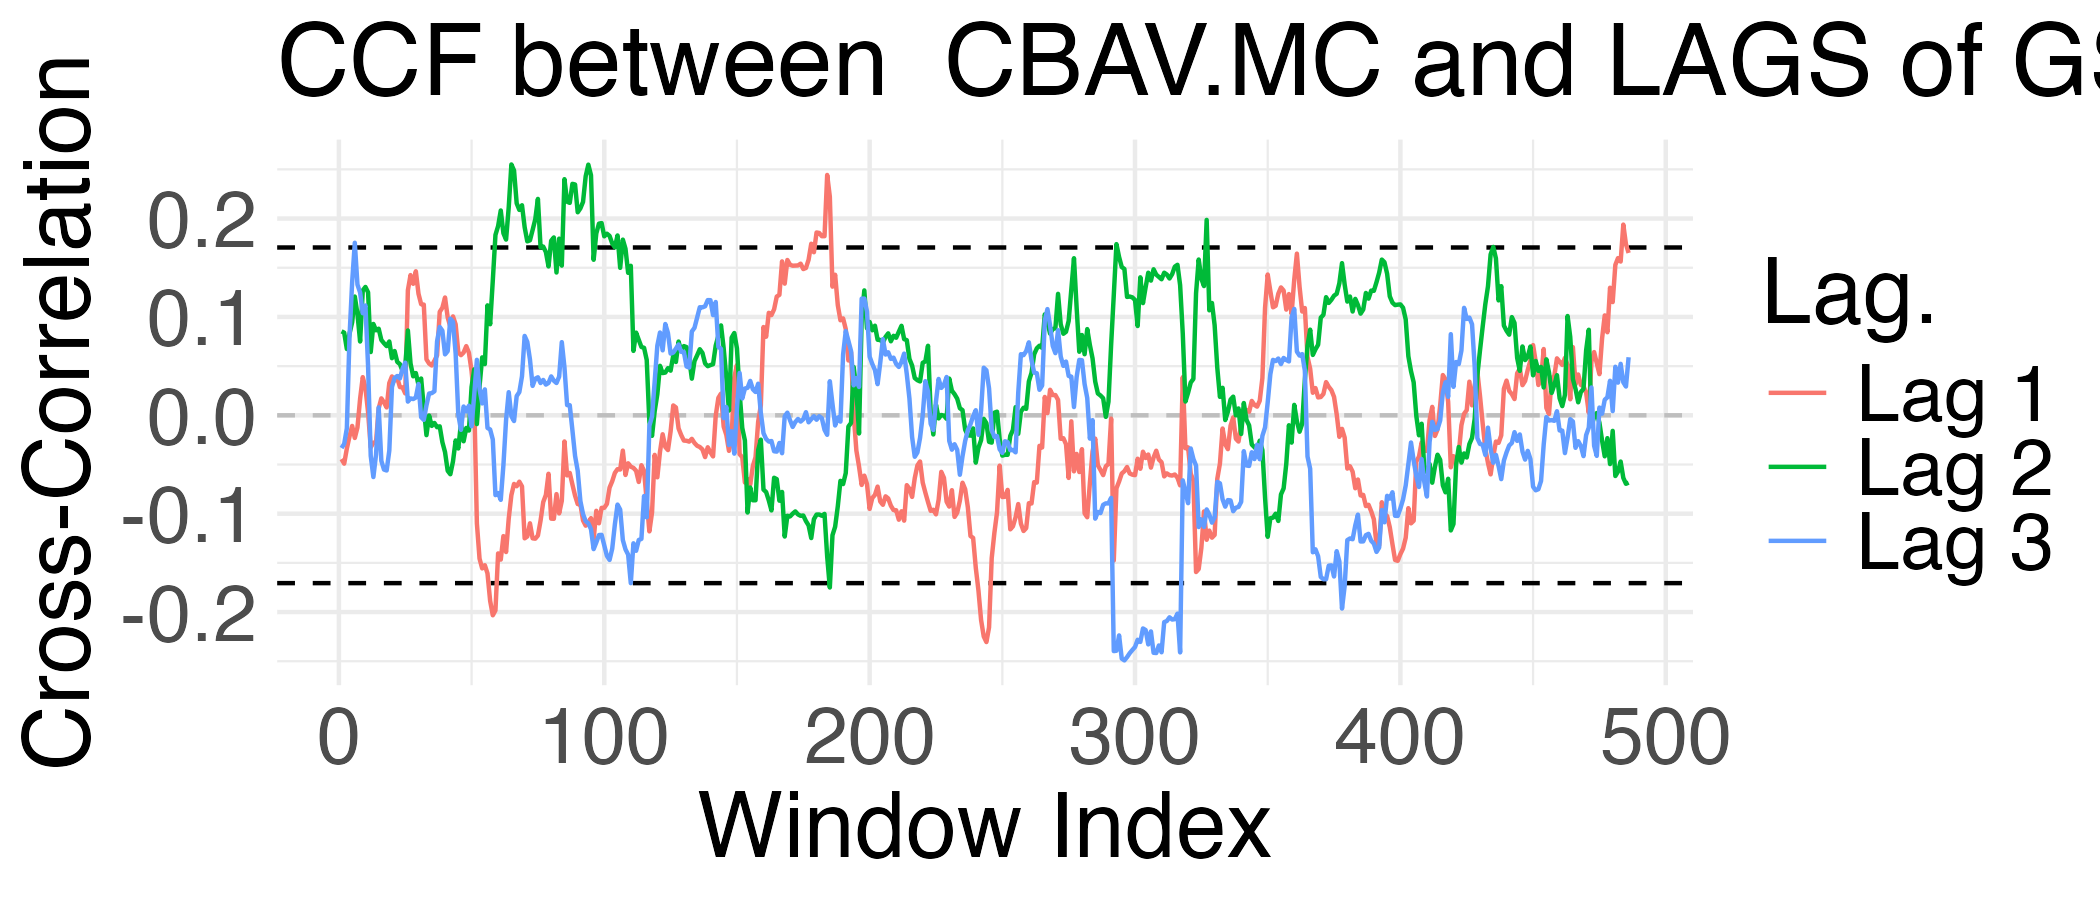 CCF between  CBAV.MC and LAGS of GS
Cross-Correlation
0.2
0.1
0.0
-0.1
-0.2
0 100 200 300 400 500
Window Index
Lag.
Lag 1
Lag 2
Lag 3